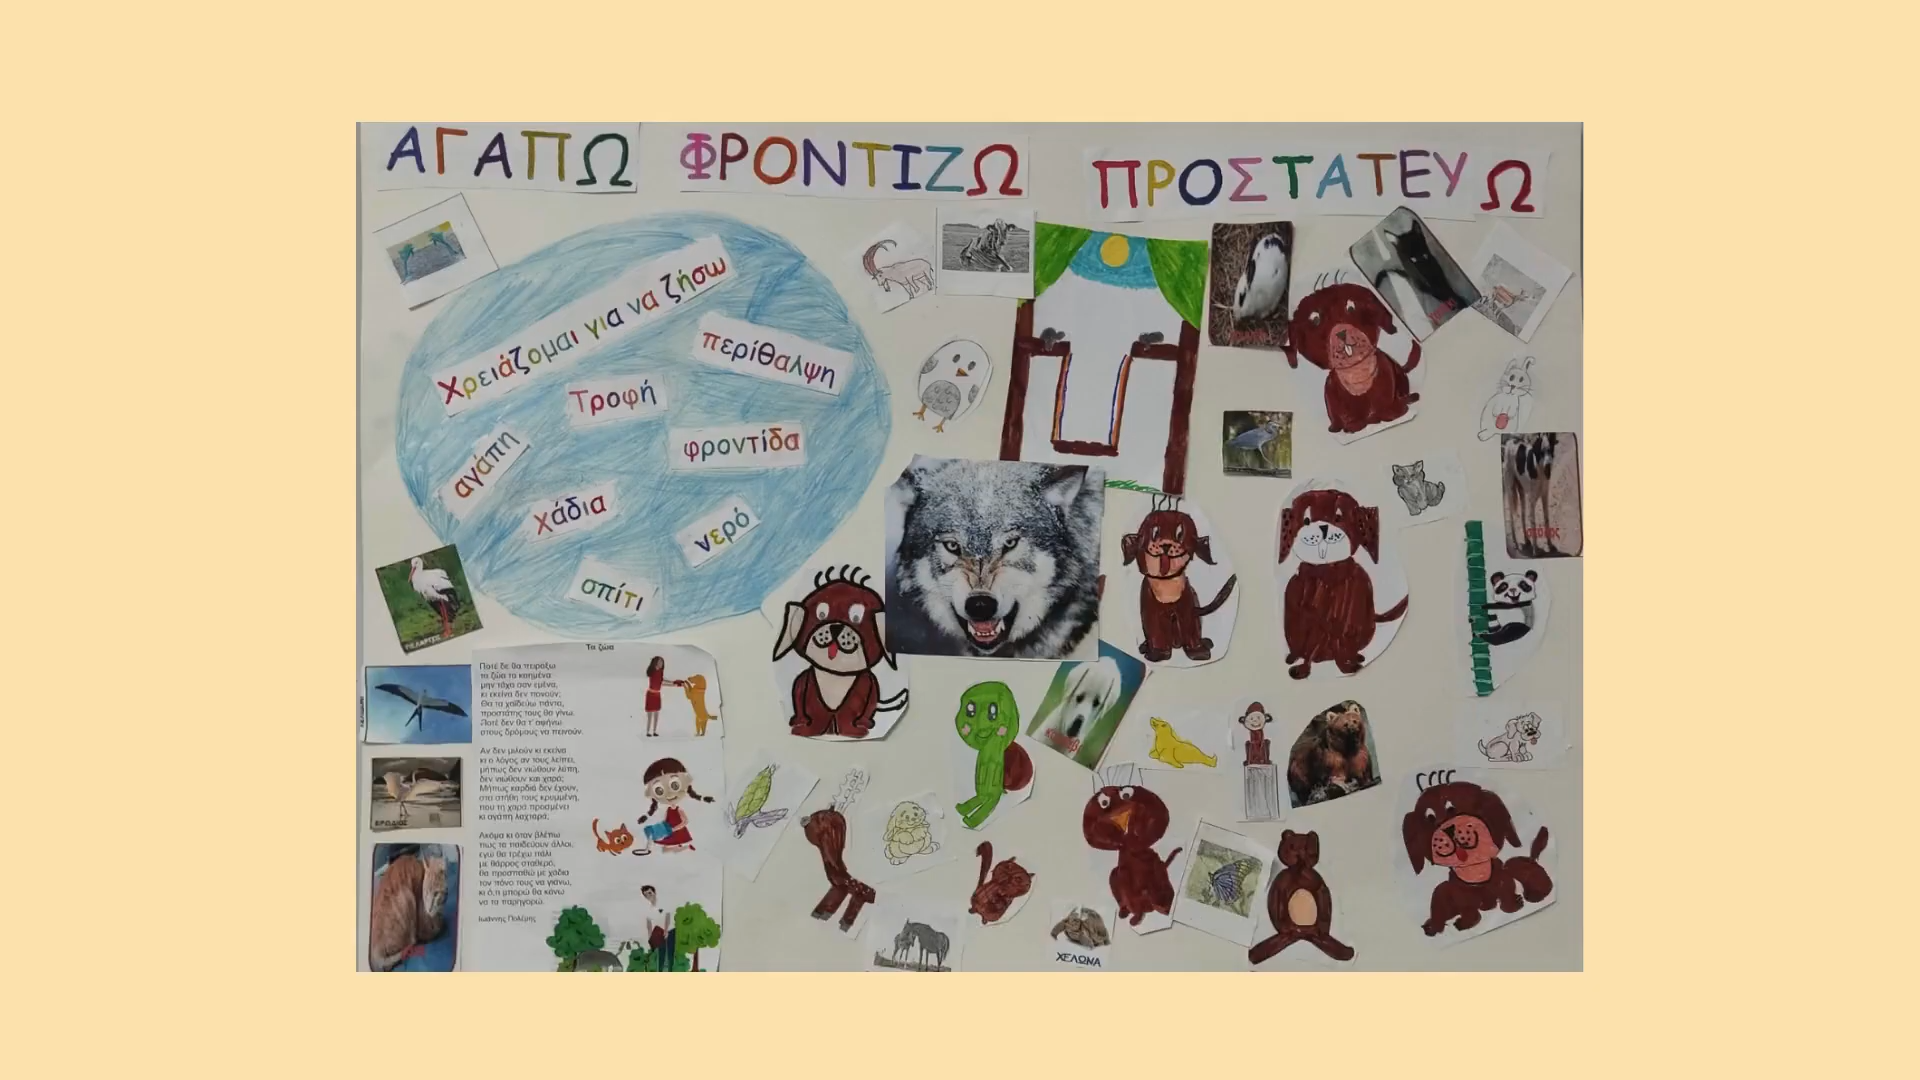 ΑΓΑΠΩ ΦΡΟΝΤΙΖΩ ΠΡΟΣΤΑΤΕΥΩ
Χρειάζομαι για να ζήσω
περίθαλψη
Τροφή
φροντίδα
αγάπη
χάδια
νερό
σπίτι
Τα ζώα
Ποτέ δε θα πειράξω
τα ζώα τα καημένα
μην τάχα σαν εμένα,
κι εκείνα δεν πονούν;
Θα τα χαϊδεύω πάντα,
προστάτης τους θα γίνω.
Ποτέ δεν θα τ' αφήνω
στους δρόμους να πεινούν.
Αν δεν μιλούν κι εκείνα
κι ο λόγος αν τους λείπει,
μήπως δεν νιώθουν λύπη,
δεν νιώθουν και χαρά;
Μήπως καρδιά δεν έχουν,
στα στήθη τους κρυμμένη,
που τη χαρά προσμένει
κι αγάπη λαχταρά;
Ακόμα κι όταν βλέπω
πως τα παιδεύουν άλλοι,
εγώ θα τρέχω πάλι
με θάρρος σταθερό,
θα προσπαθώ με χάδια
τον πόνο τους να γιάνω,
κι ό,τι μπορώ θα κάνω
να τα παρηγορώ.
Ιωάννης Πολέμης
ΠΕΛΑΡΓΟΣ
ΕΡΩΔΙΟΣ
ΧΕΛΩΝΑ